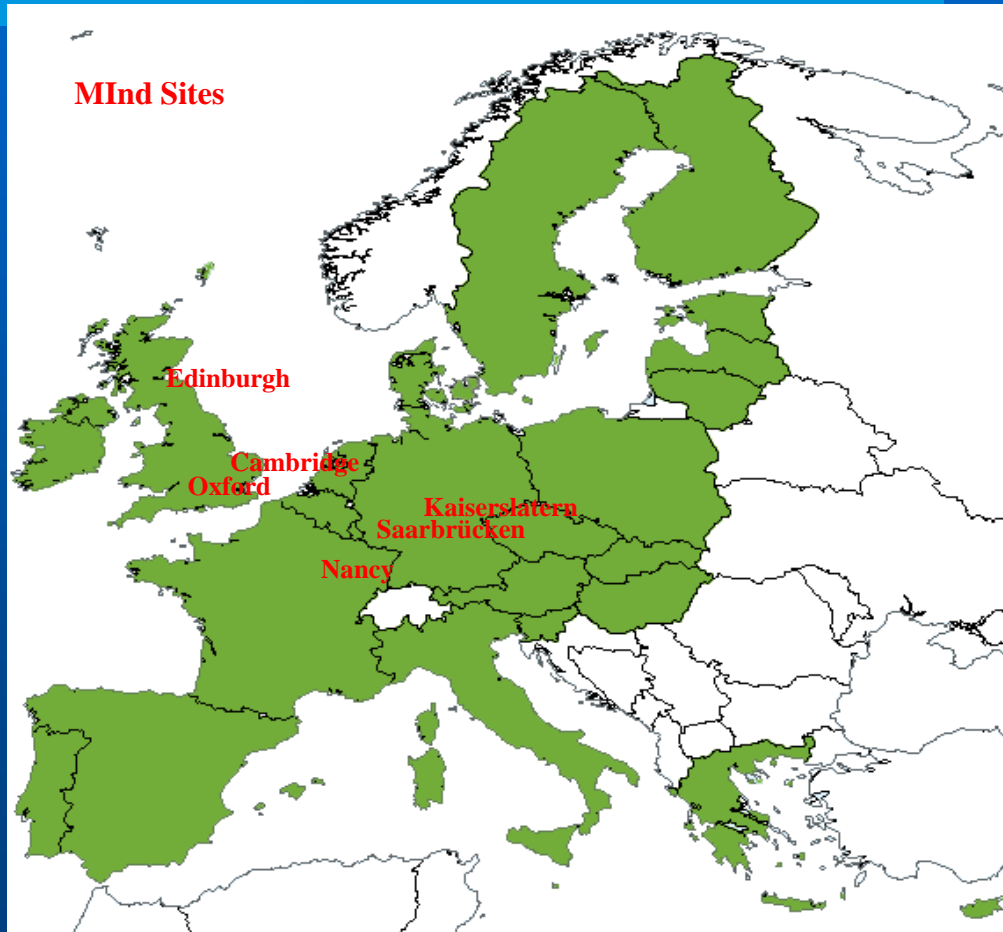 MInd Sites
Edinburgh
Cambridge
Oxford
Kaiserslatern
Saarbrücken
Nancy